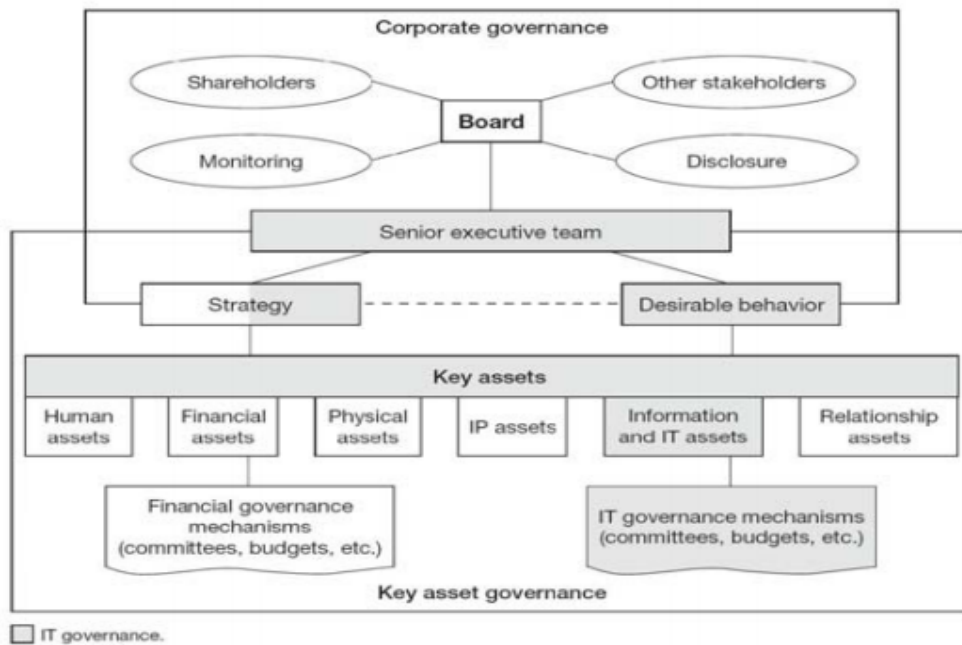 Corporate governance
Shareholders
Other stakeholders
Board
Monitoring
Disclosure
Senior executive team
Strategy
Desirable behavior
Key assets
Human
assets
Financial
assets
Physical
assets
IP assets
Information
and IT assets
Relationship
assets
Financial governance
mechanisms
(committees, budgets, etc.)
IT governance mechanisms
(committees, budgets, etc.)
Key asset governance
IT governance.